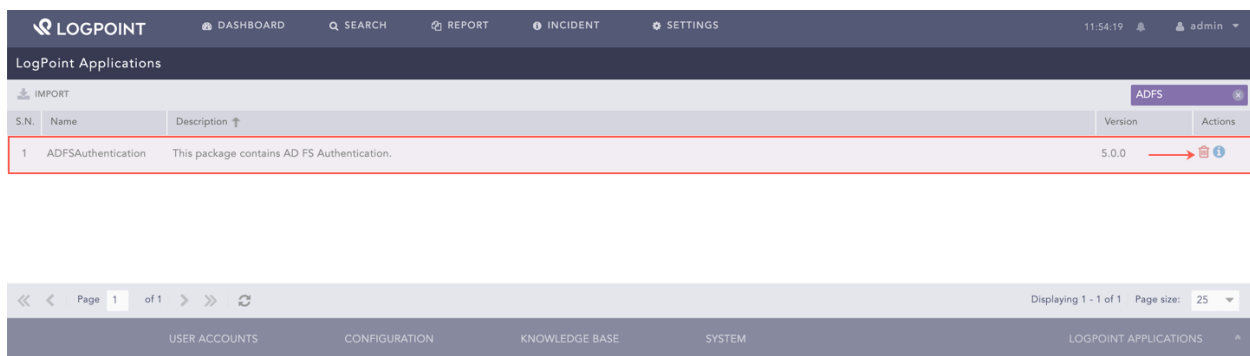 LOGPOINT DASHBOARD SEARCH REPORT INCIDENT SETTINGS 11:54:19 admin
LogPoint Applications
IMPORT ADFS
S.N. Name Description Version Actions
1 ADFSAuthentication This package contains AD FS Authentication. 5.0.0
Page 1 of 1 Displaying 1 - 1 of 1 Page size: 25
USER ACCOUNTS CONFIGURATION KNOWLEDGE BASE SYSTEM LOGPOINT APPLICATIONS